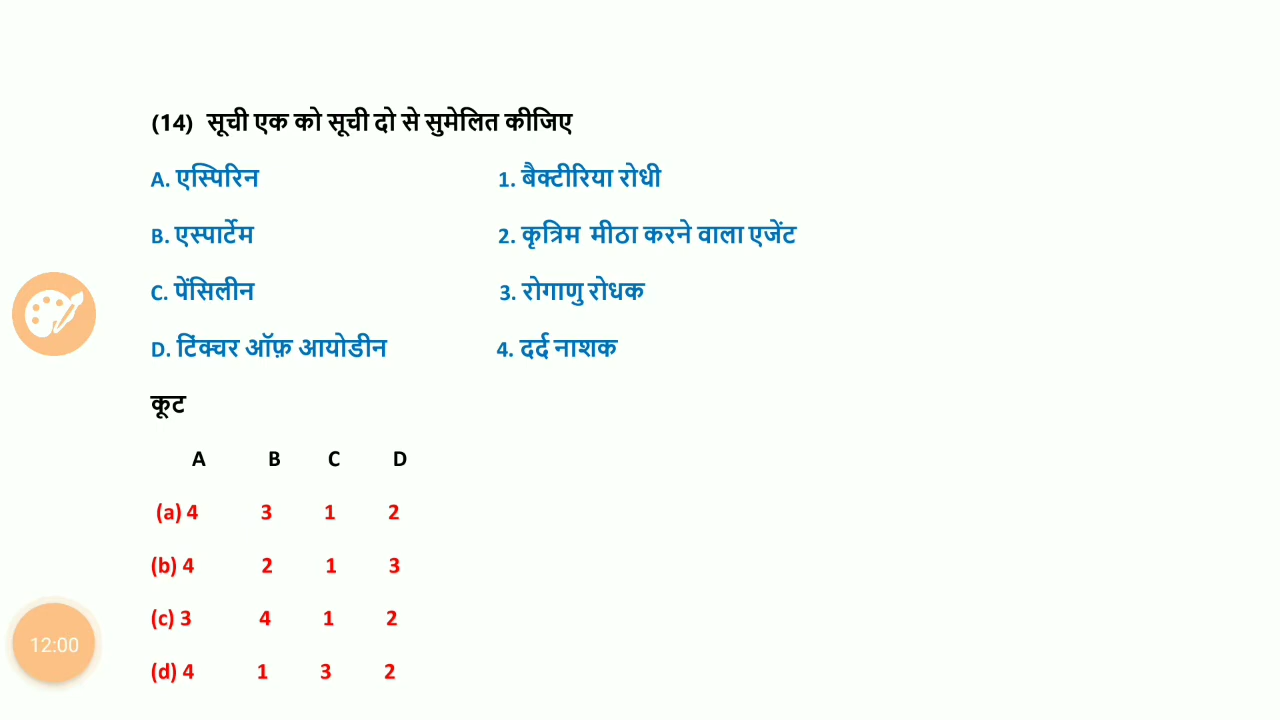 (14) सूची एक को सूची दो से सुमेलित कीजिए
A. एस्पिरिन 1. बैक्टीरिया रोधी
B. एस्पार्टेम 2. कृत्रिम मीठा करने वाला एजेंट
C. पेंसिलीन 3. रोगाणु रोधक
D. टिंक्चर ऑफ़ आयोडीन 4. दर्द नाशक
कूट
A B C D
(a) 4 3 1 2
(b) 4 2 1 3
(c) 3 4 1 2
(d) 4 1 3 2
12:00